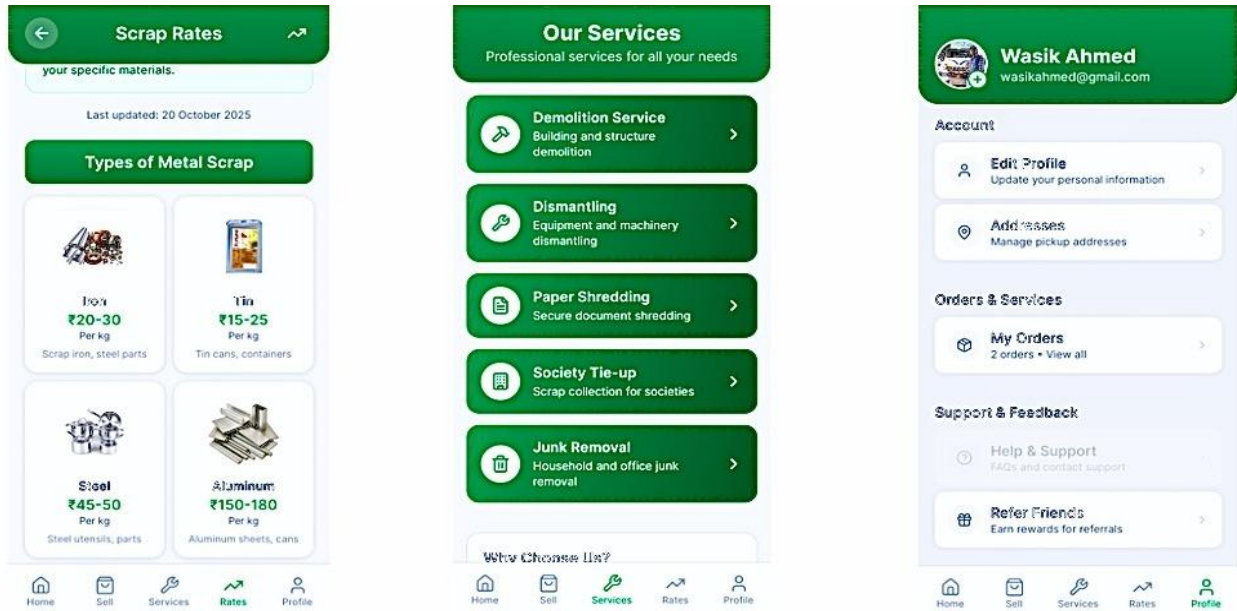 Scrap Rates
your specific materials.
Last updated: 20 October 2025
Types of Metal Scrap
Iron
₹20-30
Per kg
Scrap iron, steel parts
Tin
₹15-25
Per kg
Tin cans, containers
Steel
₹45-50
Per kg
Steel utensils, parts
Aluminum
₹150-180
Per kg
Aluminum sheets, cans
Home
Sell
Services
Rates
Profile
Our Services
Professional services for all your needs
Demolition Service
Building and structure
demolition
Dismantling
Equipment and machinery
dismantling
Paper Shredding
Secure document shredding
Society Tie-up
Scrap collection for societies
Junk Removal
Household and office junk
removal
Why Choose Us?
Home
Sell
Services
Rates
Profile
Wasik Ahmed
wasikahmed@gmail.com
Account
Edit Profile
Update your personal information
Addresses
Manage pickup addresses
Orders & Services
My Orders
2 orders • View all
Support & Feedback
Help & Support
FAQs and contact support
Refer Friends
Earn rewards for referrals
Home
Sell
Services
Rates
Profile